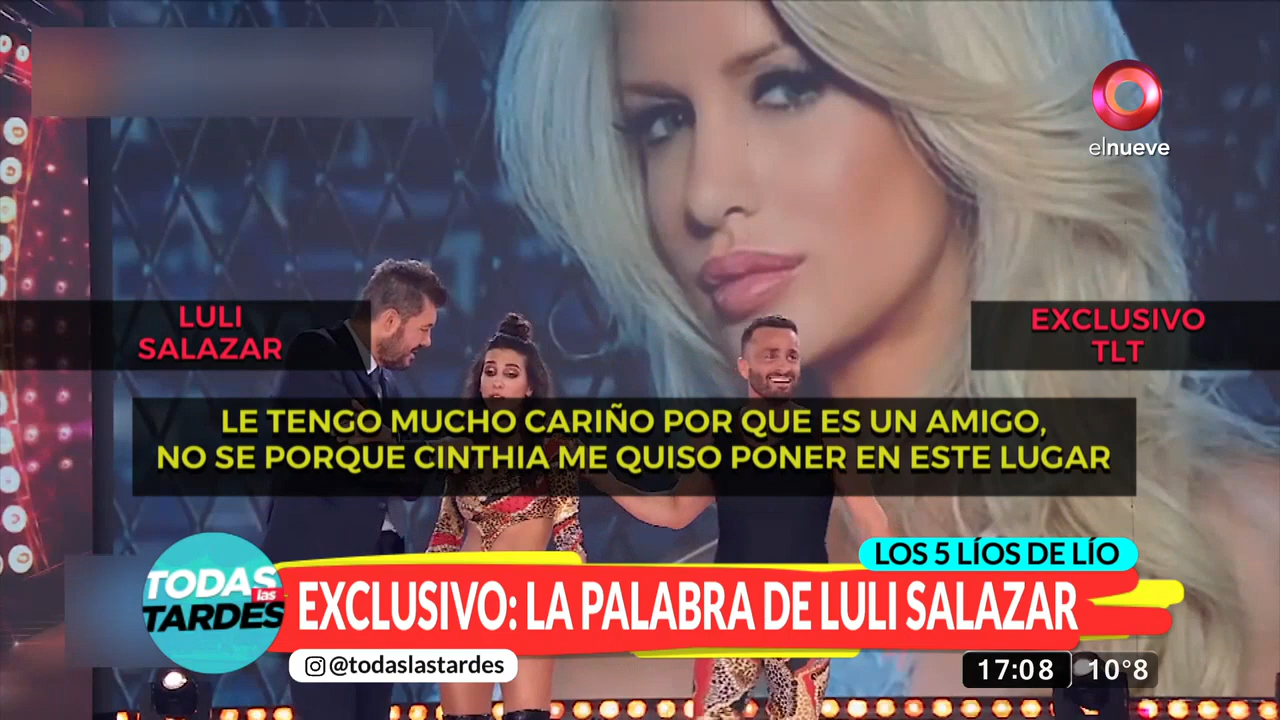 elnueve
LULI
SALAZAR
EXCLUSIVO
TLT
LE TENGO MUCHO CARIÑO POR QUE ES UN AMIGO,
NO SE PORQUE CINTHIA ME QUISO PONER EN ESTE LUGAR
LOS 5 LÍOS DE LÍO
TODAS
las
TARDES
EXCLUSIVO: LA PALABRA DE LULI SALAZAR
@todaslastardes
17:08 10°8